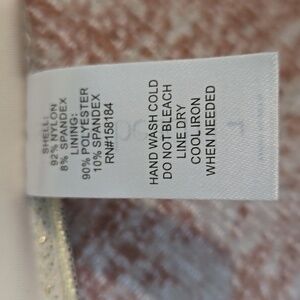 SHELL:
92% NYLON
8% SPANDEX
LINING:
90% POLYESTER
10% SPANDEX
RN#158184
HAND WASH COLD
DO NOT BLEACH
LINE DRY
COOL IRON
WHEN NEEDED